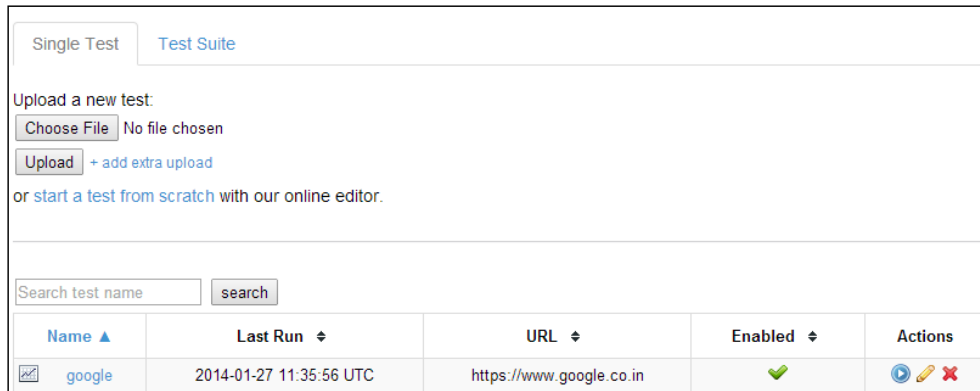 Single Test Test Suite
Upload a new test:
Choose File No file chosen
Upload + add extra upload
or start a test from scratch with our online editor.
Search test name search
Name ▲ Last Run URL Enabled Actions
google 2014-01-27 11:35:56 UTC https://www.google.co.in